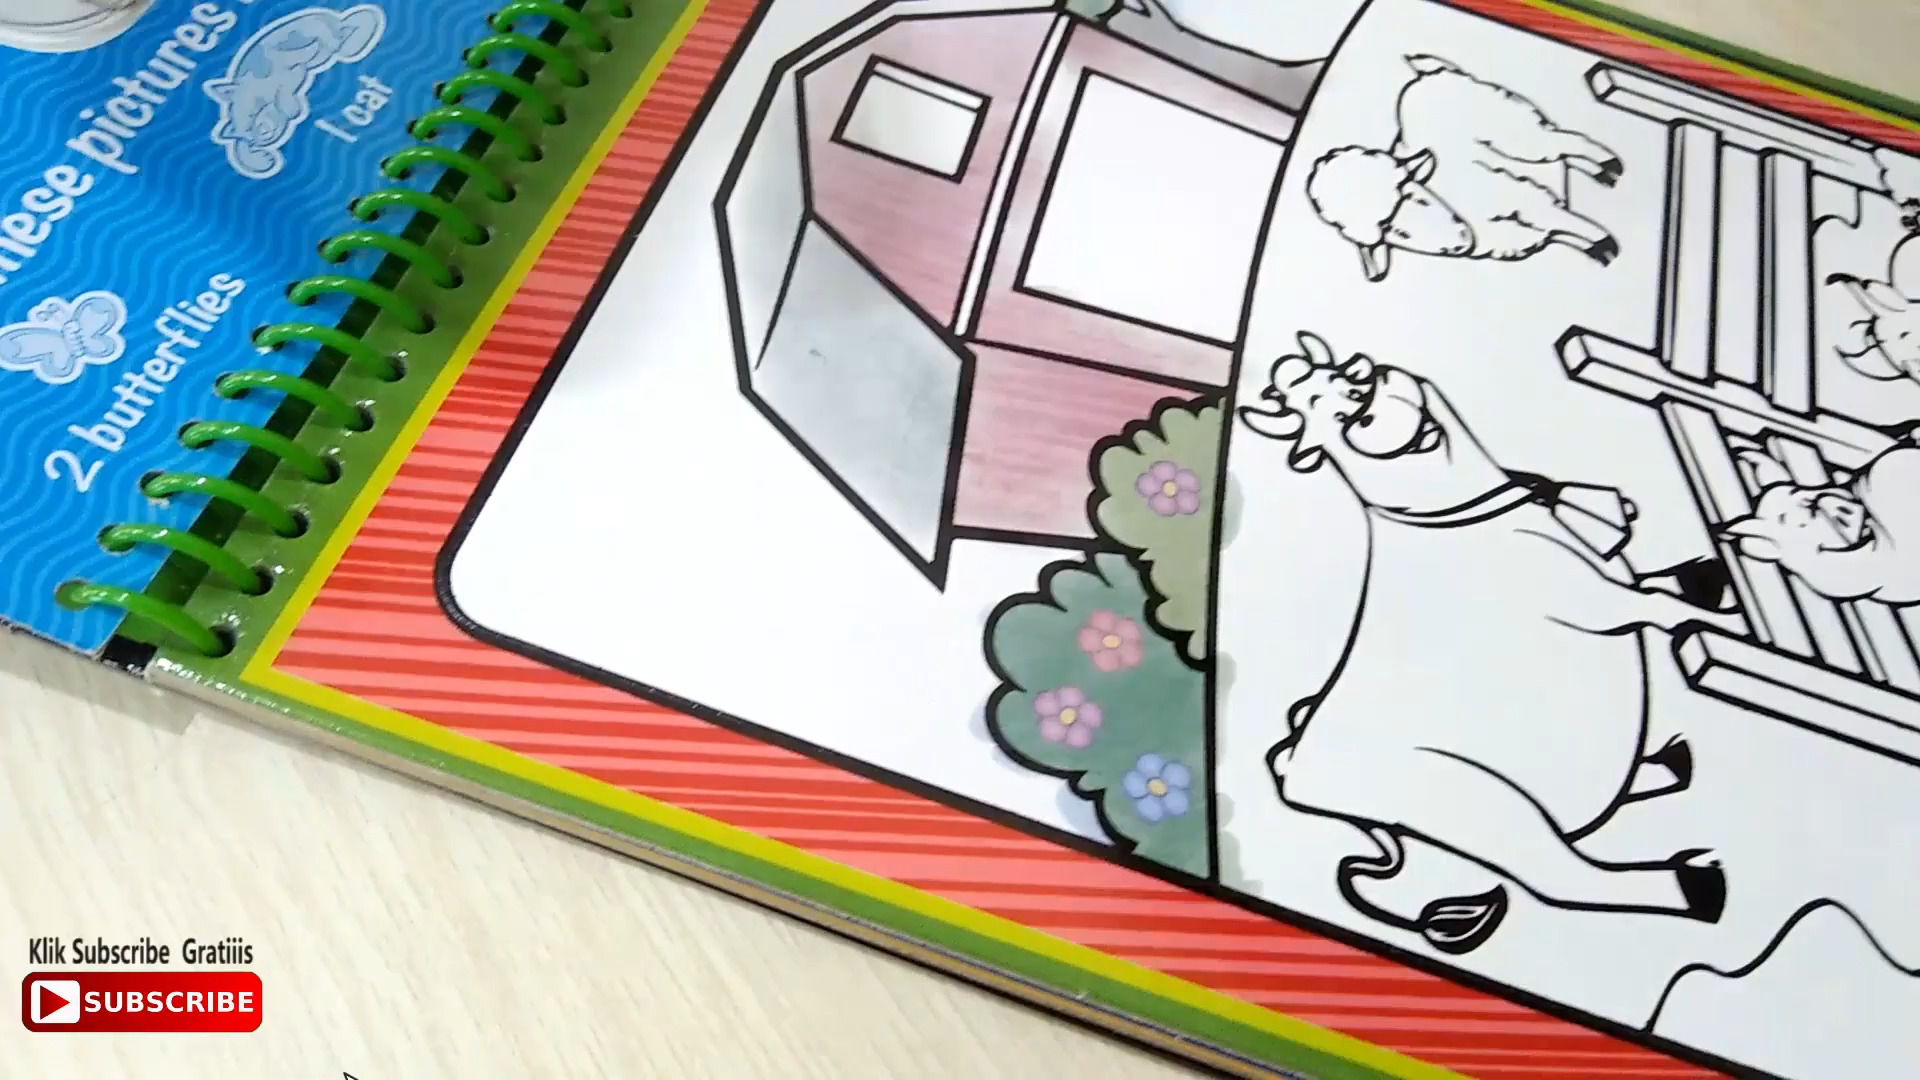 these pictures
1 cat
2 butterflies
Klik Subscribe Gratiiis
SUBSCRIBE